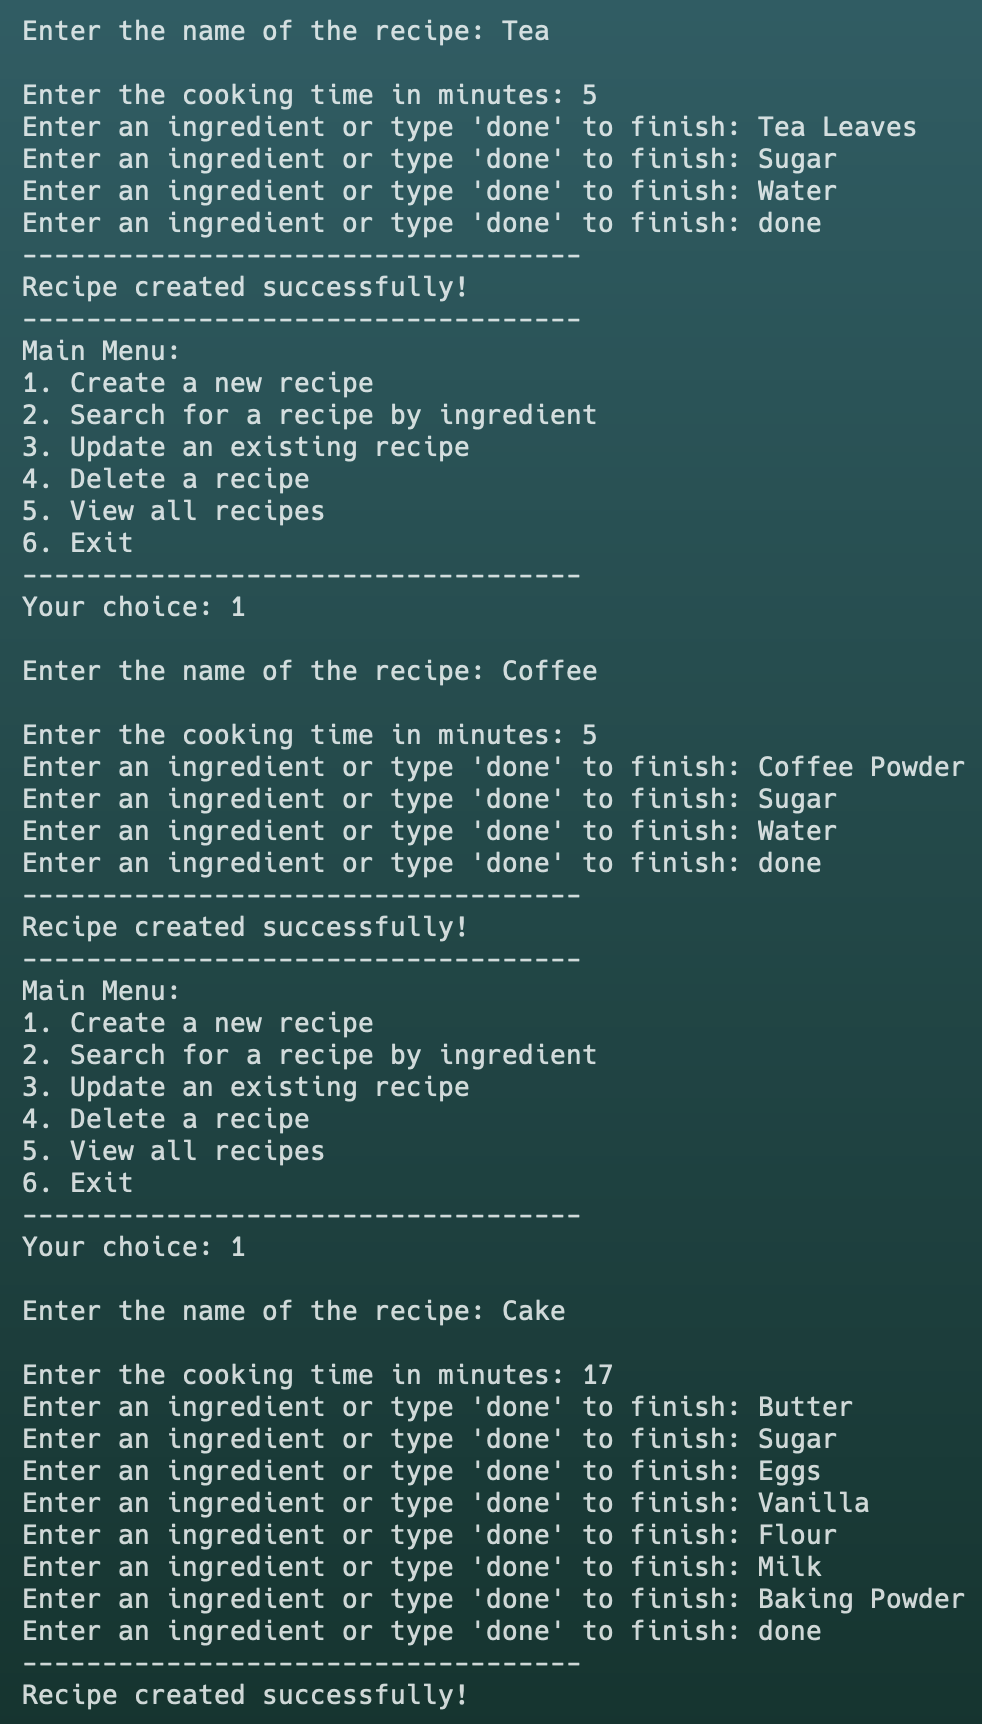 Enter the name of the recipe: Tea
Enter the cooking time in minutes: 5
Enter an ingredient or type 'done' to finish: Tea Leaves
Enter an ingredient or type 'done' to finish: Sugar
Enter an ingredient or type 'done' to finish: Water
Enter an ingredient or type 'done' to finish: done
-----------------------------------
Recipe created successfully!
-----------------------------------
Main Menu:
1. Create a new recipe
2. Search for a recipe by ingredient
3. Update an existing recipe
4. Delete a recipe
5. View all recipes
6. Exit
-----------------------------------
Your choice: 1
Enter the name of the recipe: Coffee
Enter the cooking time in minutes: 5
Enter an ingredient or type 'done' to finish: Coffee Powder
Enter an ingredient or type 'done' to finish: Sugar
Enter an ingredient or type 'done' to finish: Water
Enter an ingredient or type 'done' to finish: done
-----------------------------------
Recipe created successfully!
-----------------------------------
Main Menu:
1. Create a new recipe
2. Search for a recipe by ingredient
3. Update an existing recipe
4. Delete a recipe
5. View all recipes
6. Exit
-----------------------------------
Your choice: 1
Enter the name of the recipe: Cake
Enter the cooking time in minutes: 17
Enter an ingredient or type 'done' to finish: Butter
Enter an ingredient or type 'done' to finish: Sugar
Enter an ingredient or type 'done' to finish: Eggs
Enter an ingredient or type 'done' to finish: Vanilla
Enter an ingredient or type 'done' to finish: Flour
Enter an ingredient or type 'done' to finish: Milk
Enter an ingredient or type 'done' to finish: Baking Powder
Enter an ingredient or type 'done' to finish: done
-----------------------------------
Recipe created successfully!